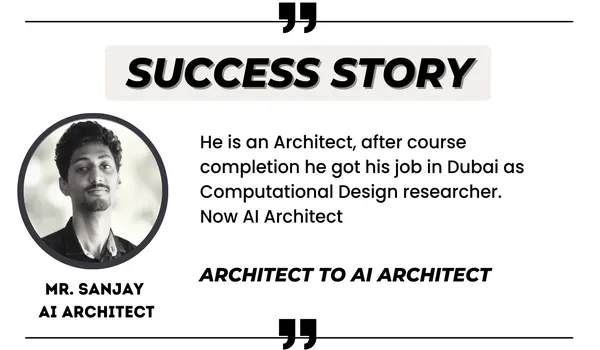 SUCCESS STORY
He is an Architect, after course
completion he got his job in Dubai as
Computational Design researcher.
Now AI Architect
ARCHITECT TO AI ARCHITECT
MR. SANJAY
AI ARCHITECT